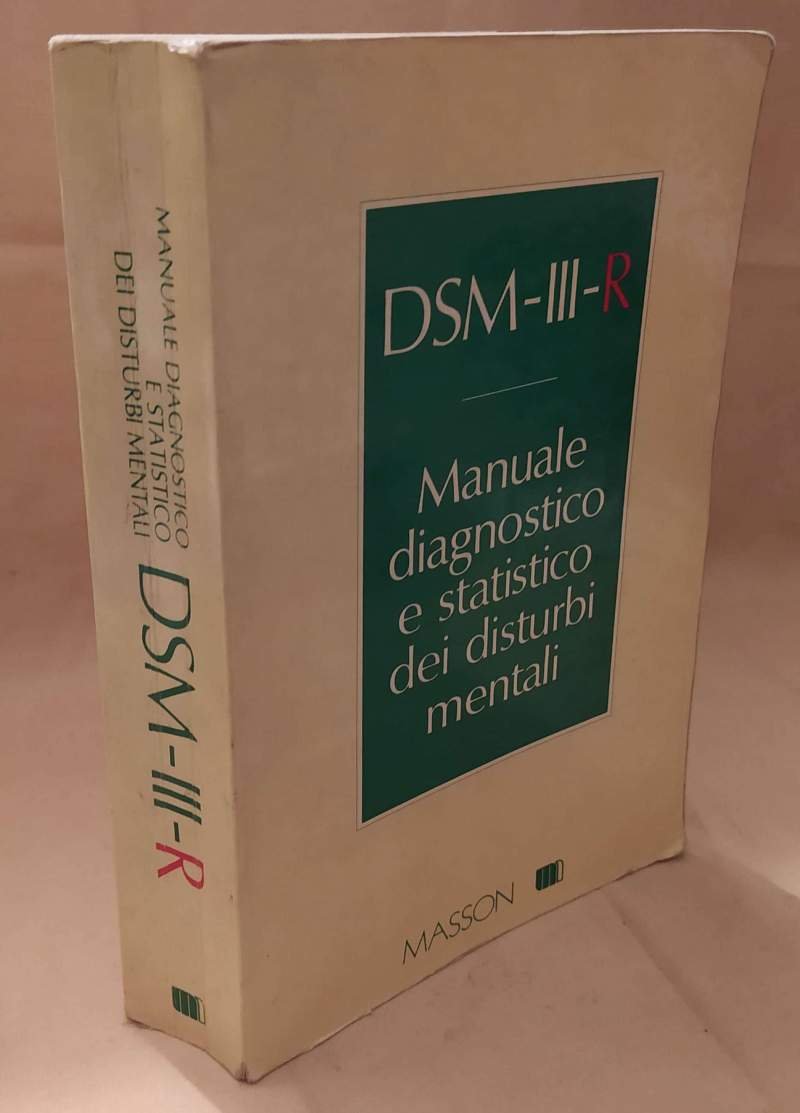 MANUALE DIAGNOSTICO
E STATISTICO
DEI DISTURBI MENTALI
DSM-III-R
DSM-III-R
Manuale
diagnostico
e statistico
dei disturbi
mentali
MASSON